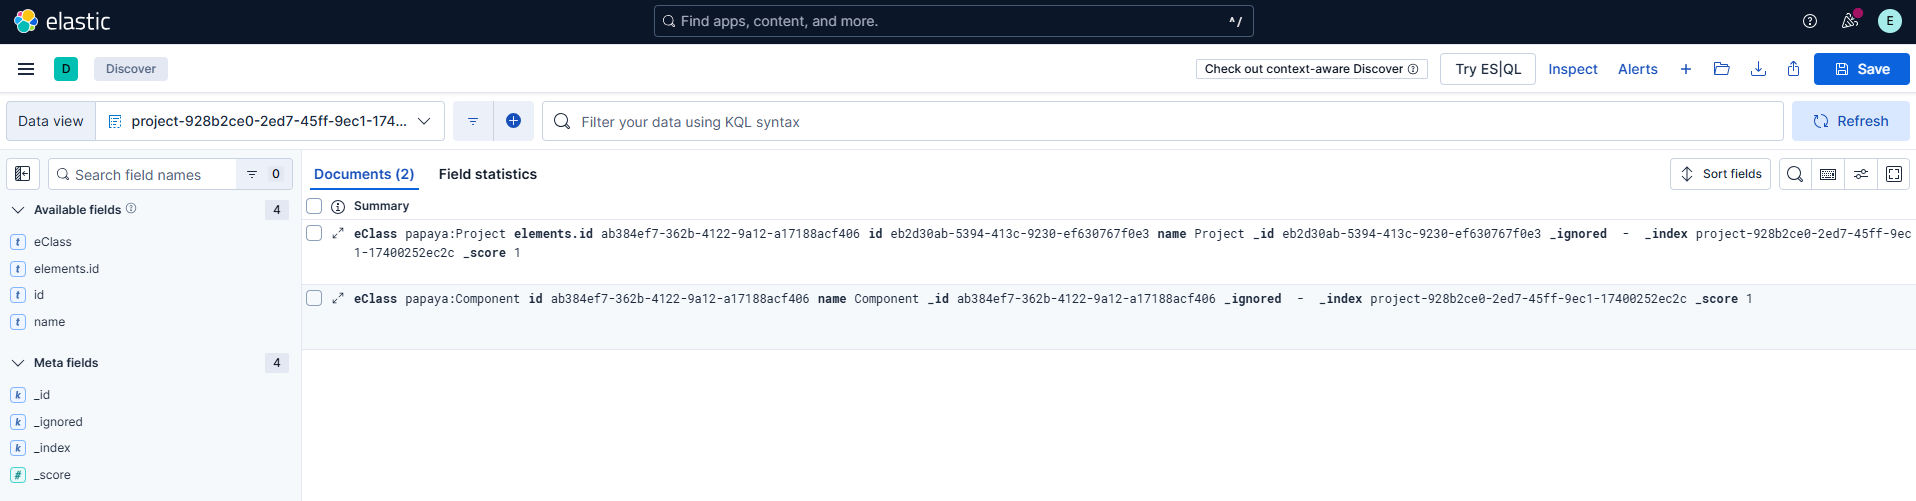 elastic
Find apps, content, and more.
^/
E
D
Discover
Check out context-aware Discover
Try ES|QL
Inspect
Alerts
Save
Data view
project-928b2ce0-2ed7-45ff-9ec1-174...
Filter your data using KQL syntax
Refresh
Search field names
0
Documents (2)
Field statistics
Sort fields
Available fields
4
Summary
eClass papaya:Project elements.id ab384ef7-362b-4122-9a12-a17188acf406 id eb2d30ab-5394-413c-9230-ef630767f0e3 name Project _id eb2d30ab-5394-413c-9230-ef630767f0e3 _ignored - _index project-928b2ce0-2ed7-45ff-9ec
1-17400252ec2c _score 1
eClass papaya:Component id ab384ef7-362b-4122-9a12-a17188acf406 name Component _id ab384ef7-362b-4122-9a12-a17188acf406 _ignored - _index project-928b2ce0-2ed7-45ff-9ec1-17400252ec2c _score 1
t eClass
t elements.id
t id
t name
Meta fields
4
k _id
k _ignored
k _index
# _score